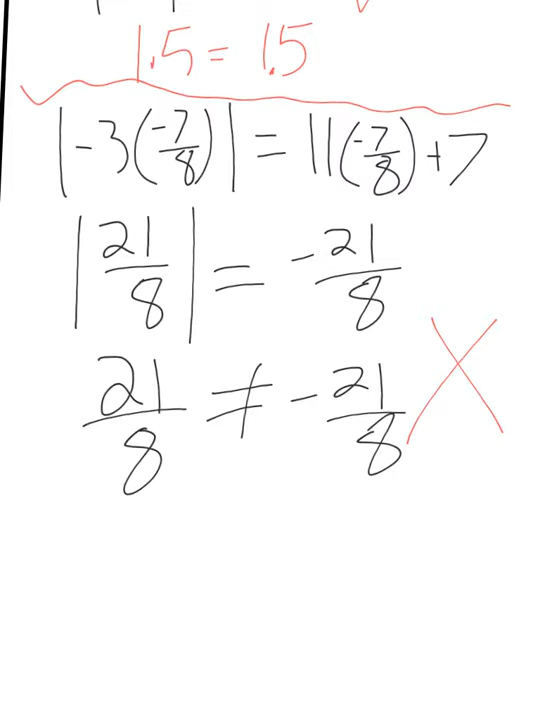 1.5 = 1.5
|-3(-7/8)| = 11(-7/8) + 7
|21/8| = -21/8
21/8 ≠ -21/8 X